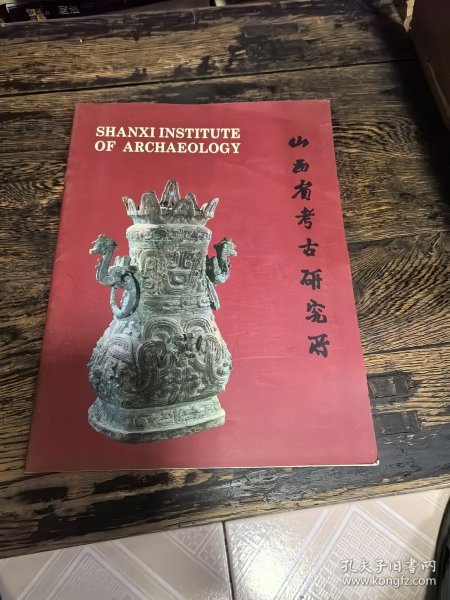 SHANXI INSTITUTE
OF ARCHAEOLOGY
山西省考古研究所
孔夫子旧书网
www.kongfz.com